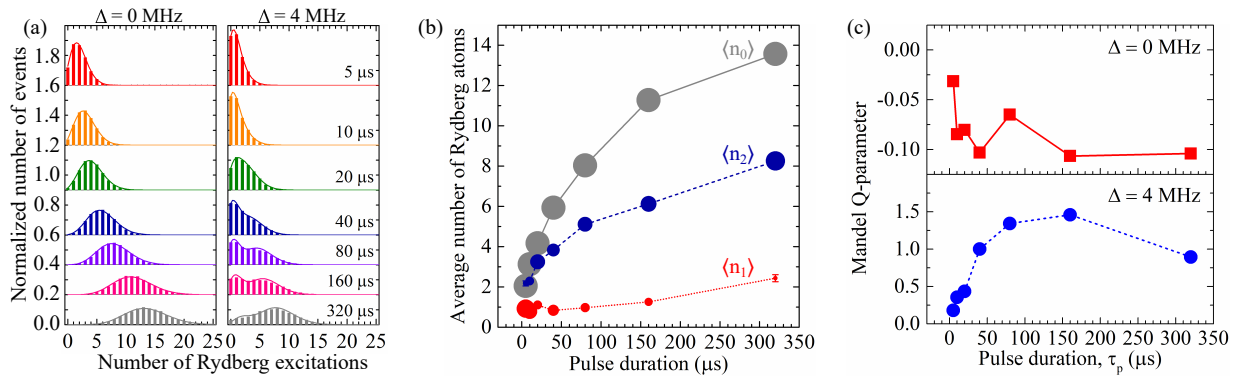 (a)
Δ = 0 MHz
Δ = 4 MHz
Normalized number of events
1.8
1.6
1.4
1.2
1.0
0.8
0.6
0.4
0.2
0.0
5 μs
10 μs
20 μs
40 μs
80 μs
160 μs
320 μs
0 5 10 15 20 25
0 5 10 15 20 25
Number of Rydberg excitations
(b)
Average number of Rydberg atoms
14
12
10
8
6
4
2
0
⟨n₀⟩
⟨n₂⟩
⟨n₁⟩
0 50 100 150 200 250 300 350
Pulse duration (μs)
(c)
Mandel Q-parameter
0.00
-0.05
-0.10
Δ = 0 MHz
1.5
1.0
0.5
0.0
Δ = 4 MHz
0 50 100 150 200 250 300 350
Pulse duration, τₚ (μs)